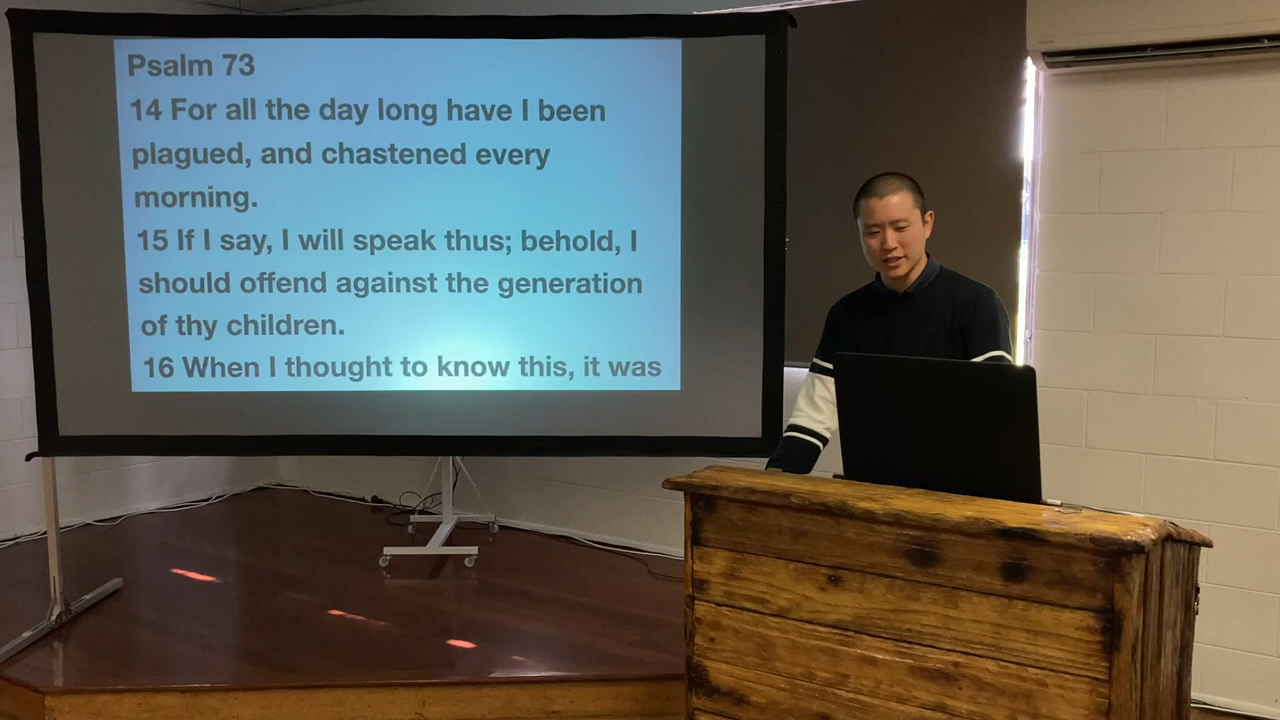 Psalm 73
14 For all the day long have I been
plagued, and chastened every
morning.
15 If I say, I will speak thus; behold, I
should offend against the generation
of thy children.
16 When I thought to know this, it was